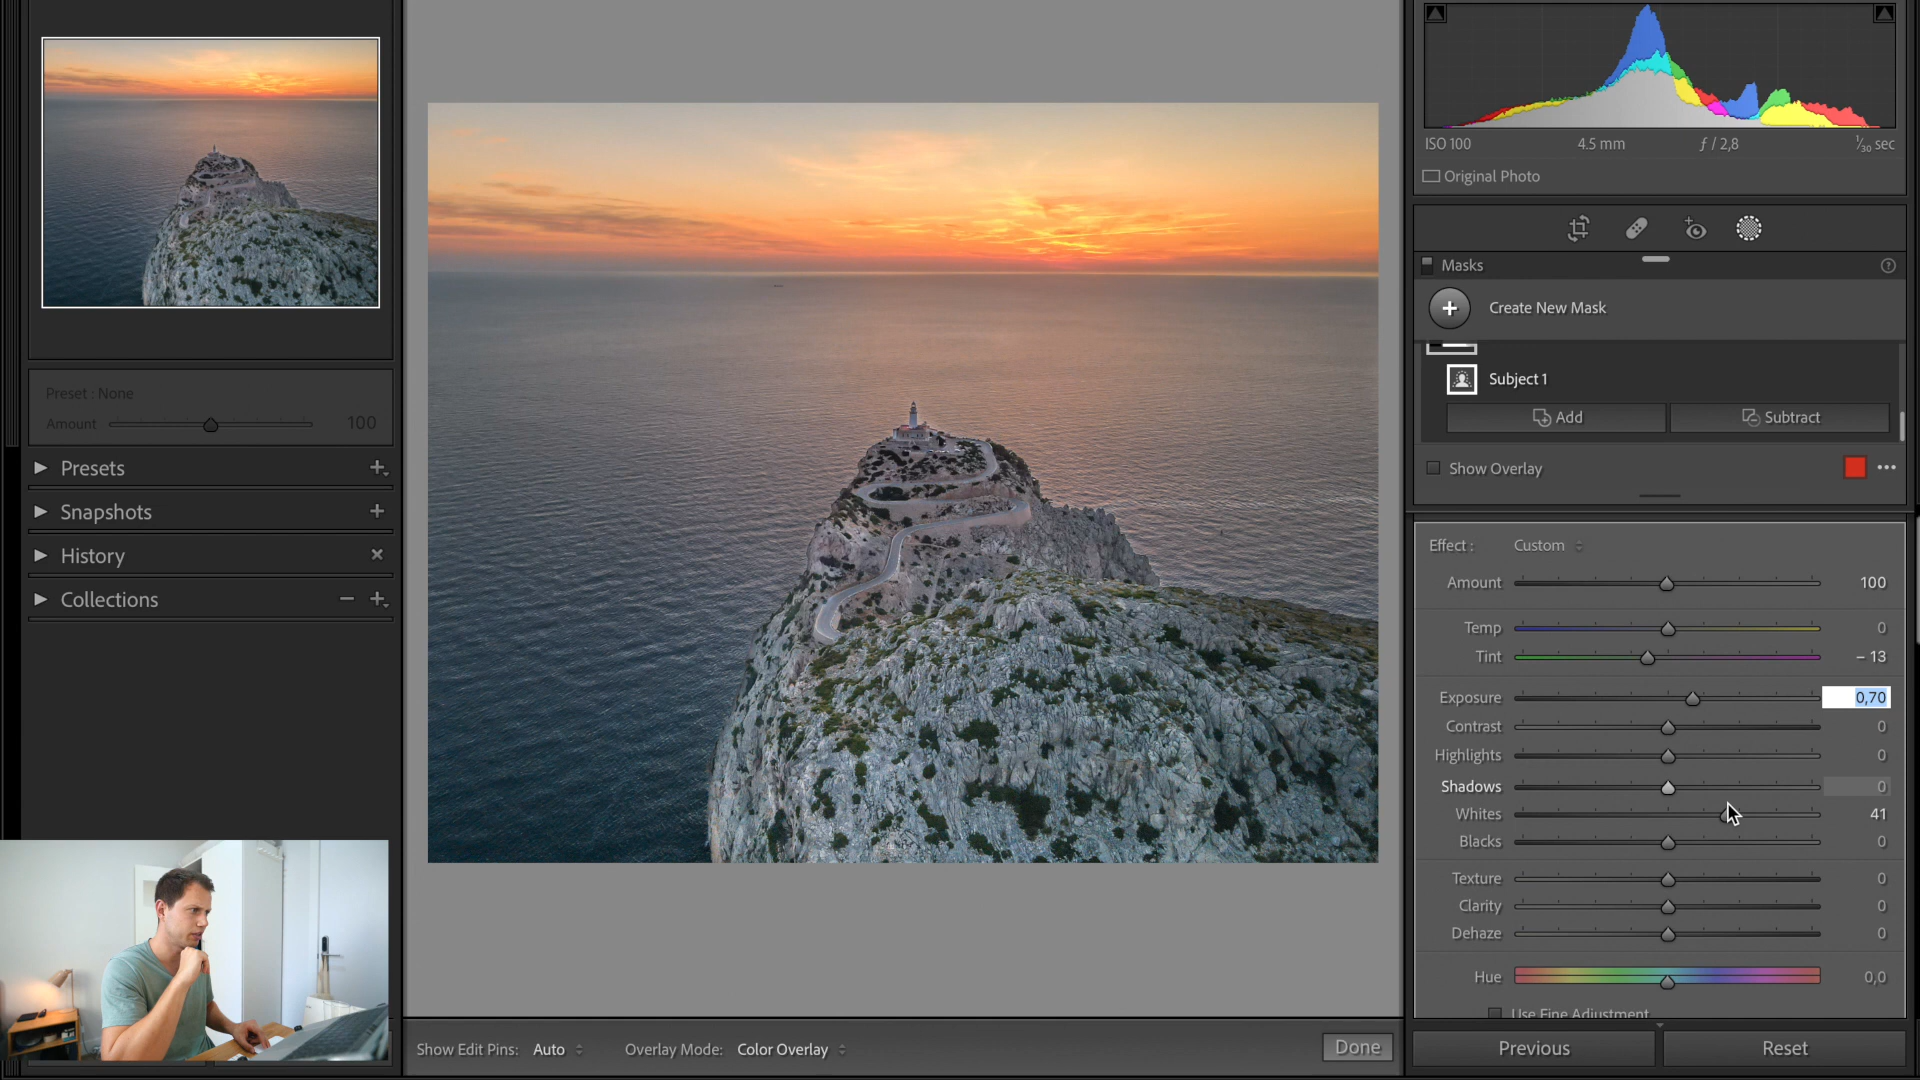 Preset : None
Amount 100
Presets
Snapshots
History
Collections
ISO 100 4.5 mm ƒ / 2,8 1/30 sec
Original Photo
Masks
Create New Mask
Subject 1
Add Subtract
Show Overlay
Effect : Custom
Amount 100
Temp 0
Tint – 13
Exposure 0,70
Contrast 0
Highlights 0
Shadows 0
Whites 41
Blacks 0
Texture 0
Clarity 0
Dehaze 0
Hue 0,0
Use Fine Adjustment
Show Edit Pins: Auto Overlay Mode: Color Overlay Done
Previous Reset